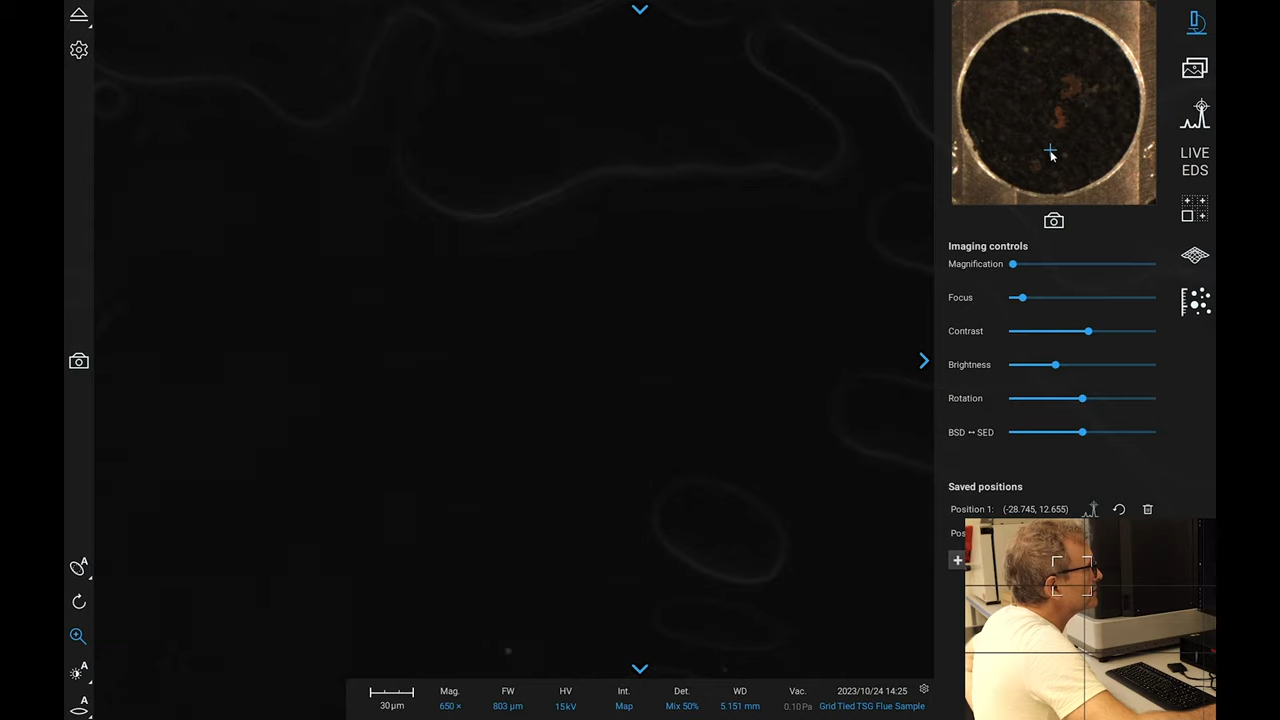 LIVE
EDS
Imaging controls
Magnification
Focus
Contrast
Brightness
Rotation
BSD ↔ SED
Saved positions
Position 1: (-28.745, 12.655)
Pos
30 µm
Mag. FW HV Int. Det. WD Vac. 2023/10/24 14:25
650 × 803 µm 15kV Map Mix 50% 5.151 mm 0.10 Pa Grid Tied TSG Flue Sample